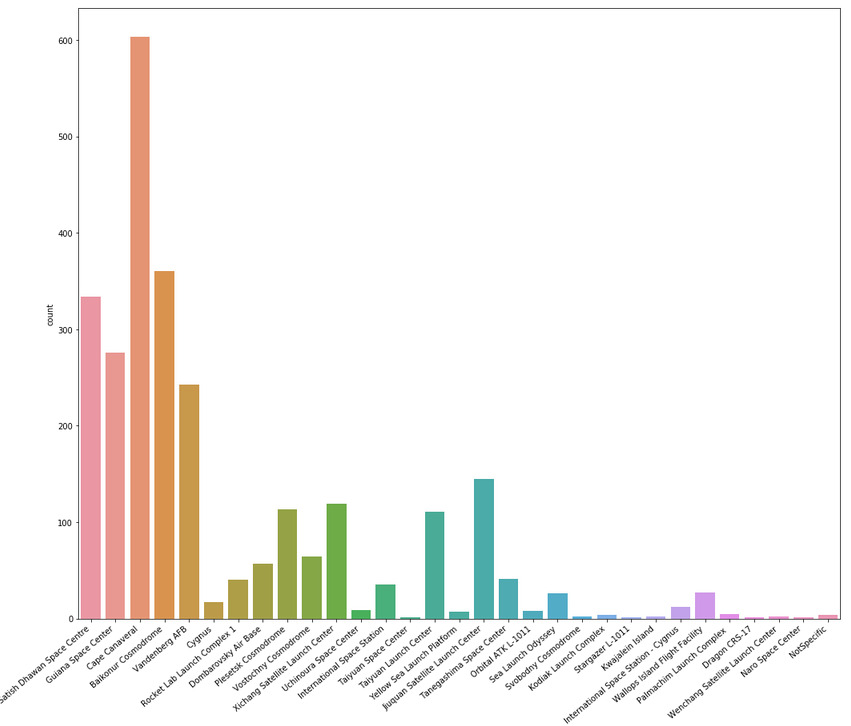 600
500
400
300
200
100
0
count
Satish Dhawan Space Centre
Guiana Space Center
Cape Canaveral
Baikonur Cosmodrome
Vandenberg AFB
Cygnus
Rocket Lab Launch Complex 1
Dombarovsky Air Base
Plesetsk Cosmodrome
Vostochny Cosmodrome
Xichang Satellite Launch Center
Uchinoura Space Center
International Space Station
Taiyuan Space Center
Taiyuan Launch Center
Yellow Sea Launch Platform
Jiuquan Satellite Launch Center
Tanegashima Space Center
Orbital ATK L-1011
Sea Launch Odyssey
Svobodny Cosmodrome
Kodiak Launch Complex
Stargazer L-1011
Kwajalein Island
International Space Station - Cygnus
Wallops Island Flight Facility
Palmachim Launch Complex
Dragon CRS-17
Wenchang Satellite Launch Center
Naro Space Center
NotSpecific